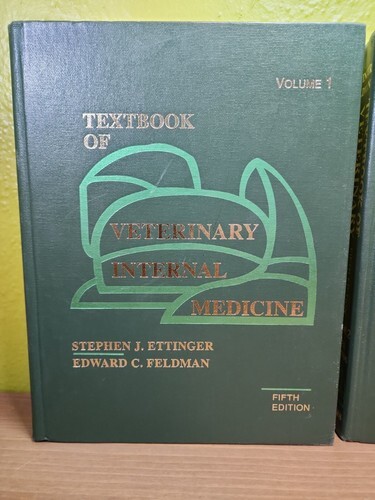 VOLUME 1
TEXTBOOK
OF
VETERINARY
INTERNAL
MEDICINE
STEPHEN J. ETTINGER
EDWARD C. FELDMAN
FIFTH
EDITION